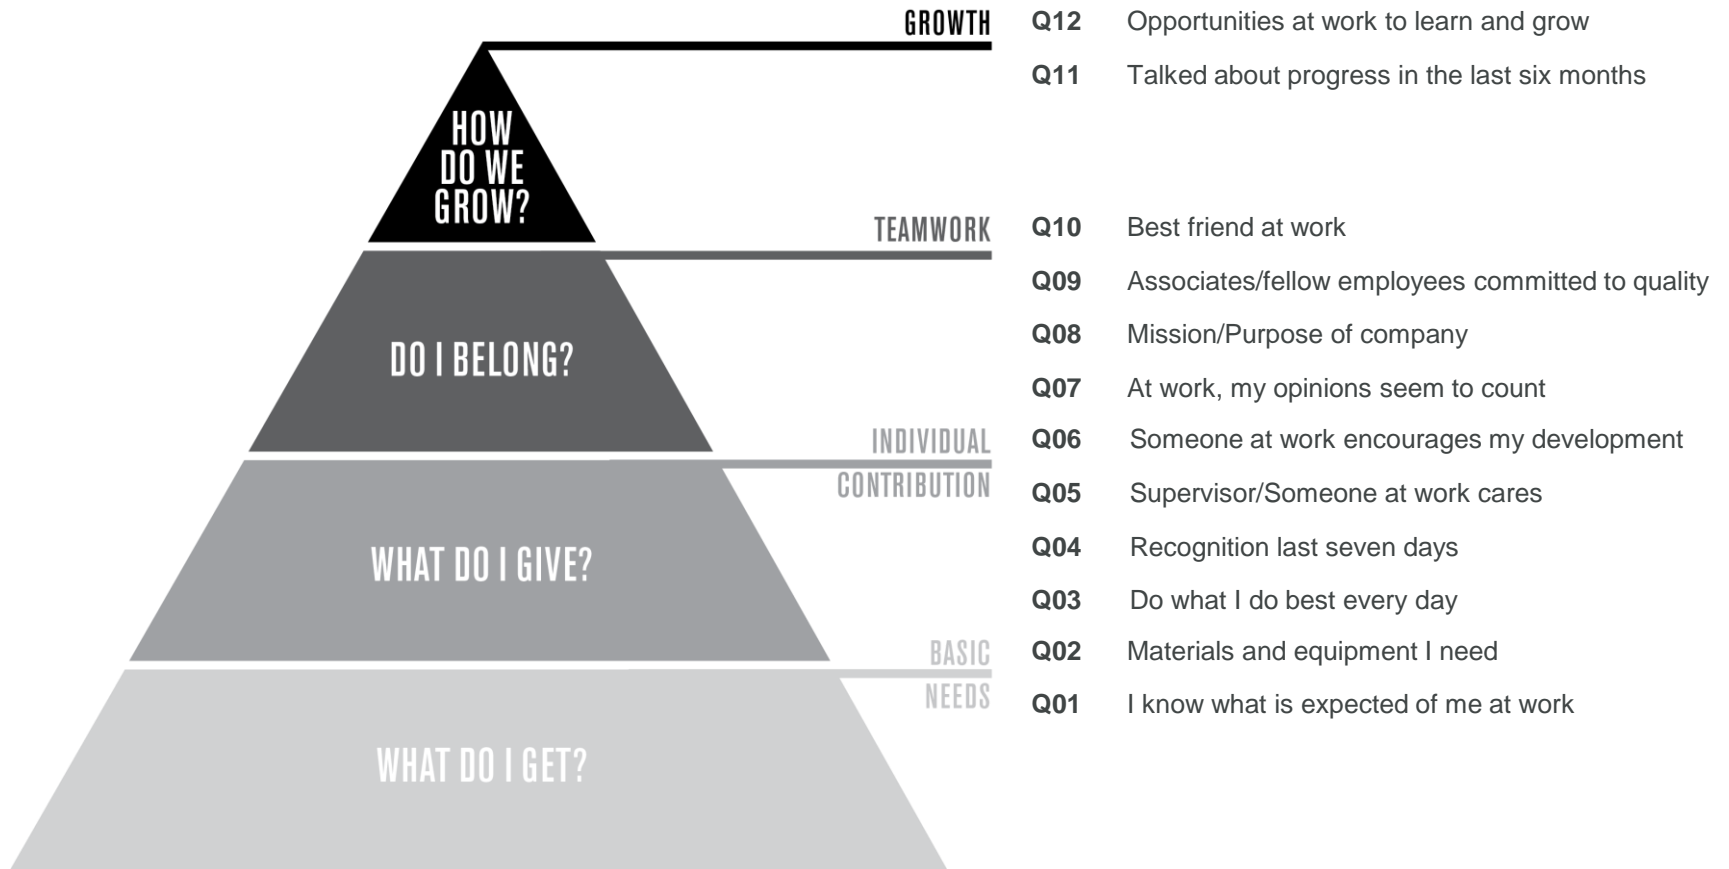 GROWTH
Q12 Opportunities at work to learn and grow
Q11 Talked about progress in the last six months
HOW
DO WE
GROW?
TEAMWORK
Q10 Best friend at work
Q09 Associates/fellow employees committed to quality
Q08 Mission/Purpose of company
Q07 At work, my opinions seem to count
DO I BELONG?
INDIVIDUAL
CONTRIBUTION
Q06 Someone at work encourages my development
Q05 Supervisor/Someone at work cares
Q04 Recognition last seven days
Q03 Do what I do best every day
WHAT DO I GIVE?
BASIC
NEEDS
Q02 Materials and equipment I need
Q01 I know what is expected of me at work
WHAT DO I GET?